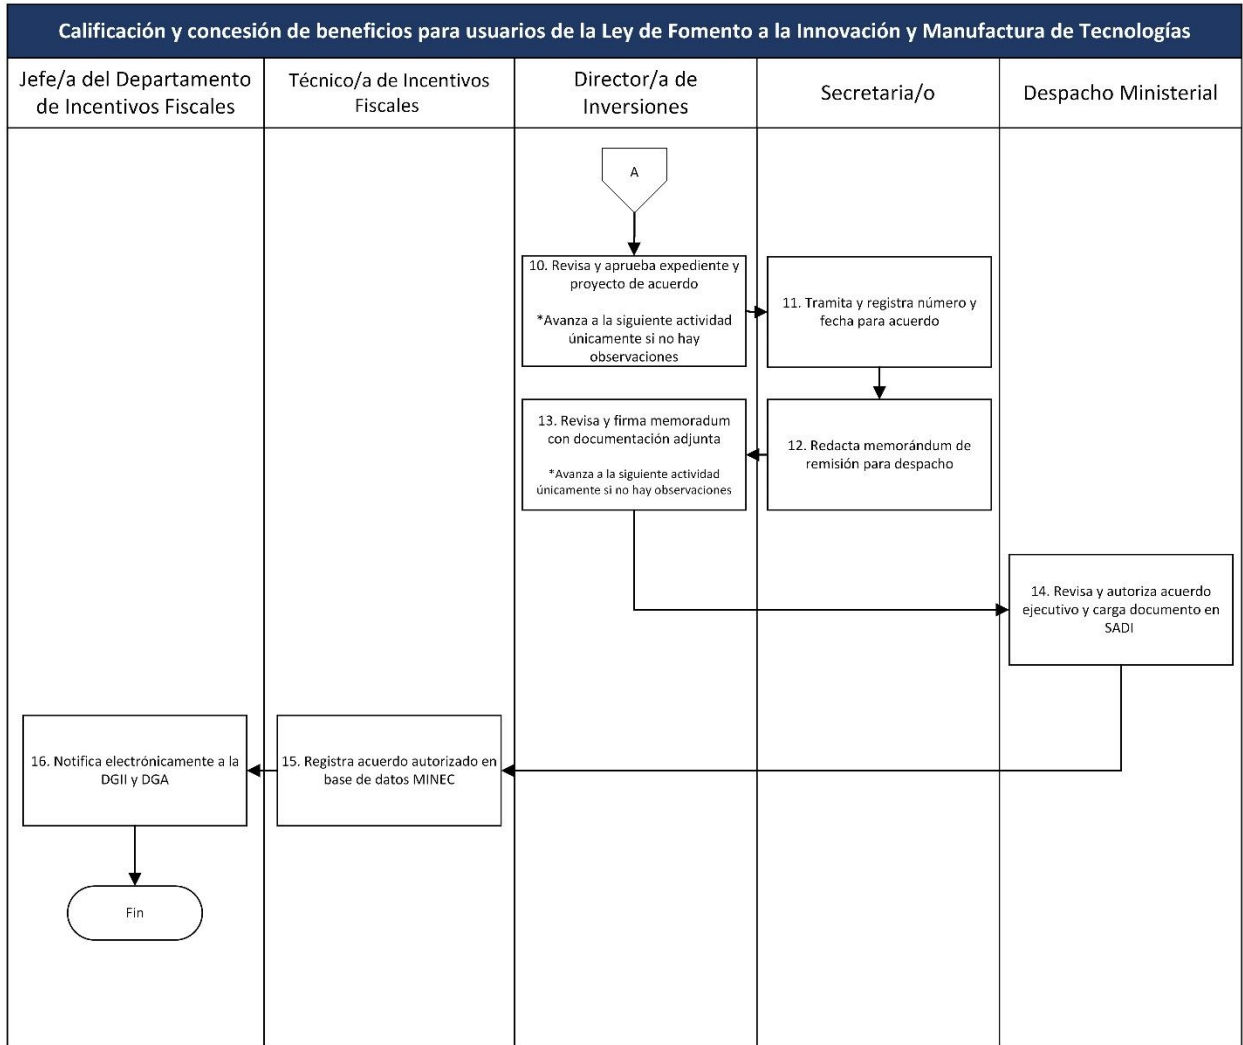 Calificación y concesión de beneficios para usuarios de la Ley de Fomento a la Innovación y Manufactura de Tecnologías
Jefe/a del Departamento
de Incentivos Fiscales
Técnico/a de Incentivos
Fiscales
Director/a de
Inversiones
Secretaria/o
Despacho Ministerial
A
10. Revisa y aprueba expediente y
proyecto de acuerdo
*Avanza a la siguiente actividad
únicamente si no hay
observaciones
11. Tramita y registra número y
fecha para acuerdo
12. Redacta memorándum de
remisión para despacho
13. Revisa y firma memoradum
con documentación adjunta
*Avanza a la siguiente actividad
únicamente si no hay observaciones
14. Revisa y autoriza acuerdo
ejecutivo y carga documento en
SADI
15. Registra acuerdo autorizado en
base de datos MINEC
16. Notifica electrónicamente a la
DGII y DGA
Fin